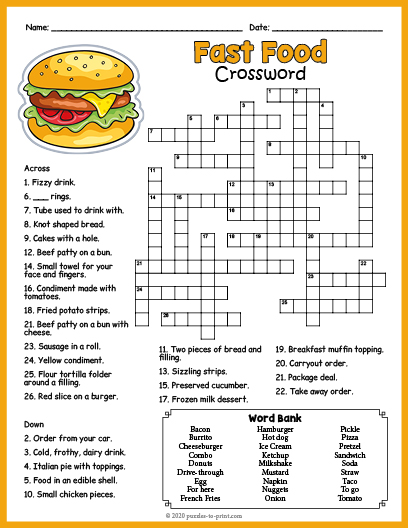 Name: ____________________ Date: ____________________
Fast Food
Crossword
1 2
3 4
5 6
7
8
9 10
11
12 13
14 15
16
17 18 19 20
21 22
23
24
25
26
Across
1. Fizzy drink.
6. ___ rings.
7. Tube used to drink with.
8. Knot shaped bread.
9. Cakes with a hole.
12. Beef patty on a bun.
14. Small towel for your
face and fingers.
16. Condiment made with
tomatoes.
18. Fried potato strips.
21. Beef patty on a bun with
cheese.
23. Sausage in a roll.
24. Yellow condiment.
25. Flour tortilla folder
around a filling.
26. Red slice on a burger.
Down
2. Order from your car.
3. Cold, frothy, dairy drink.
4. Italian pie with toppings.
5. Food in an edible shell.
10. Small chicken pieces.
11. Two pieces of bread and
filling.
13. Sizzling strips.
15. Preserved cucumber.
17. Frozen milk dessert.
19. Breakfast muffin topping.
20. Carryout order.
21. Package deal.
22. Take away order.
Word Bank
Bacon Hamburger Pickle
Burrito Hot dog Pizza
Cheeseburger Ice Cream Pretzel
Combo Ketchup Sandwich
Donuts Milkshake Soda
Drive-through Mustard Straw
Egg Napkin Taco
For here Nuggets To go
French Fries Onion Tomato
© 2020 puzzles-to-print.com